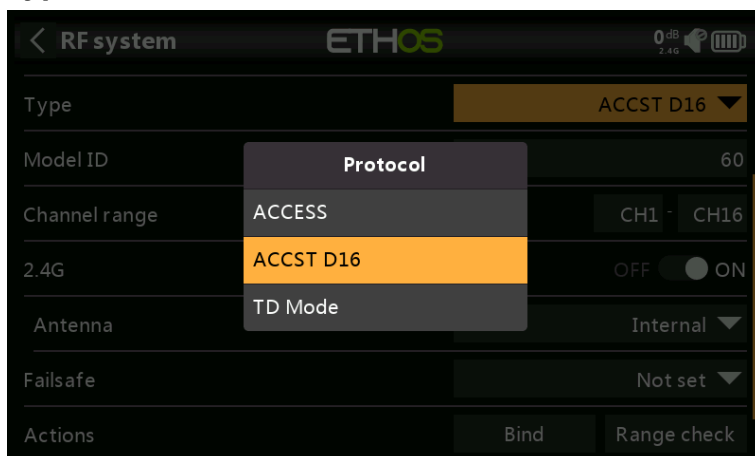 RF system
ETHOS
0dB
2.4G
Type
ACCST D16
Model ID
60
Protocol
ACCESS
ACCST D16
TD Mode
Channel range
CH1 - CH16
2.4G
OFF ON
Antenna
Internal
Failsafe
Not set
Actions
Bind
Range check